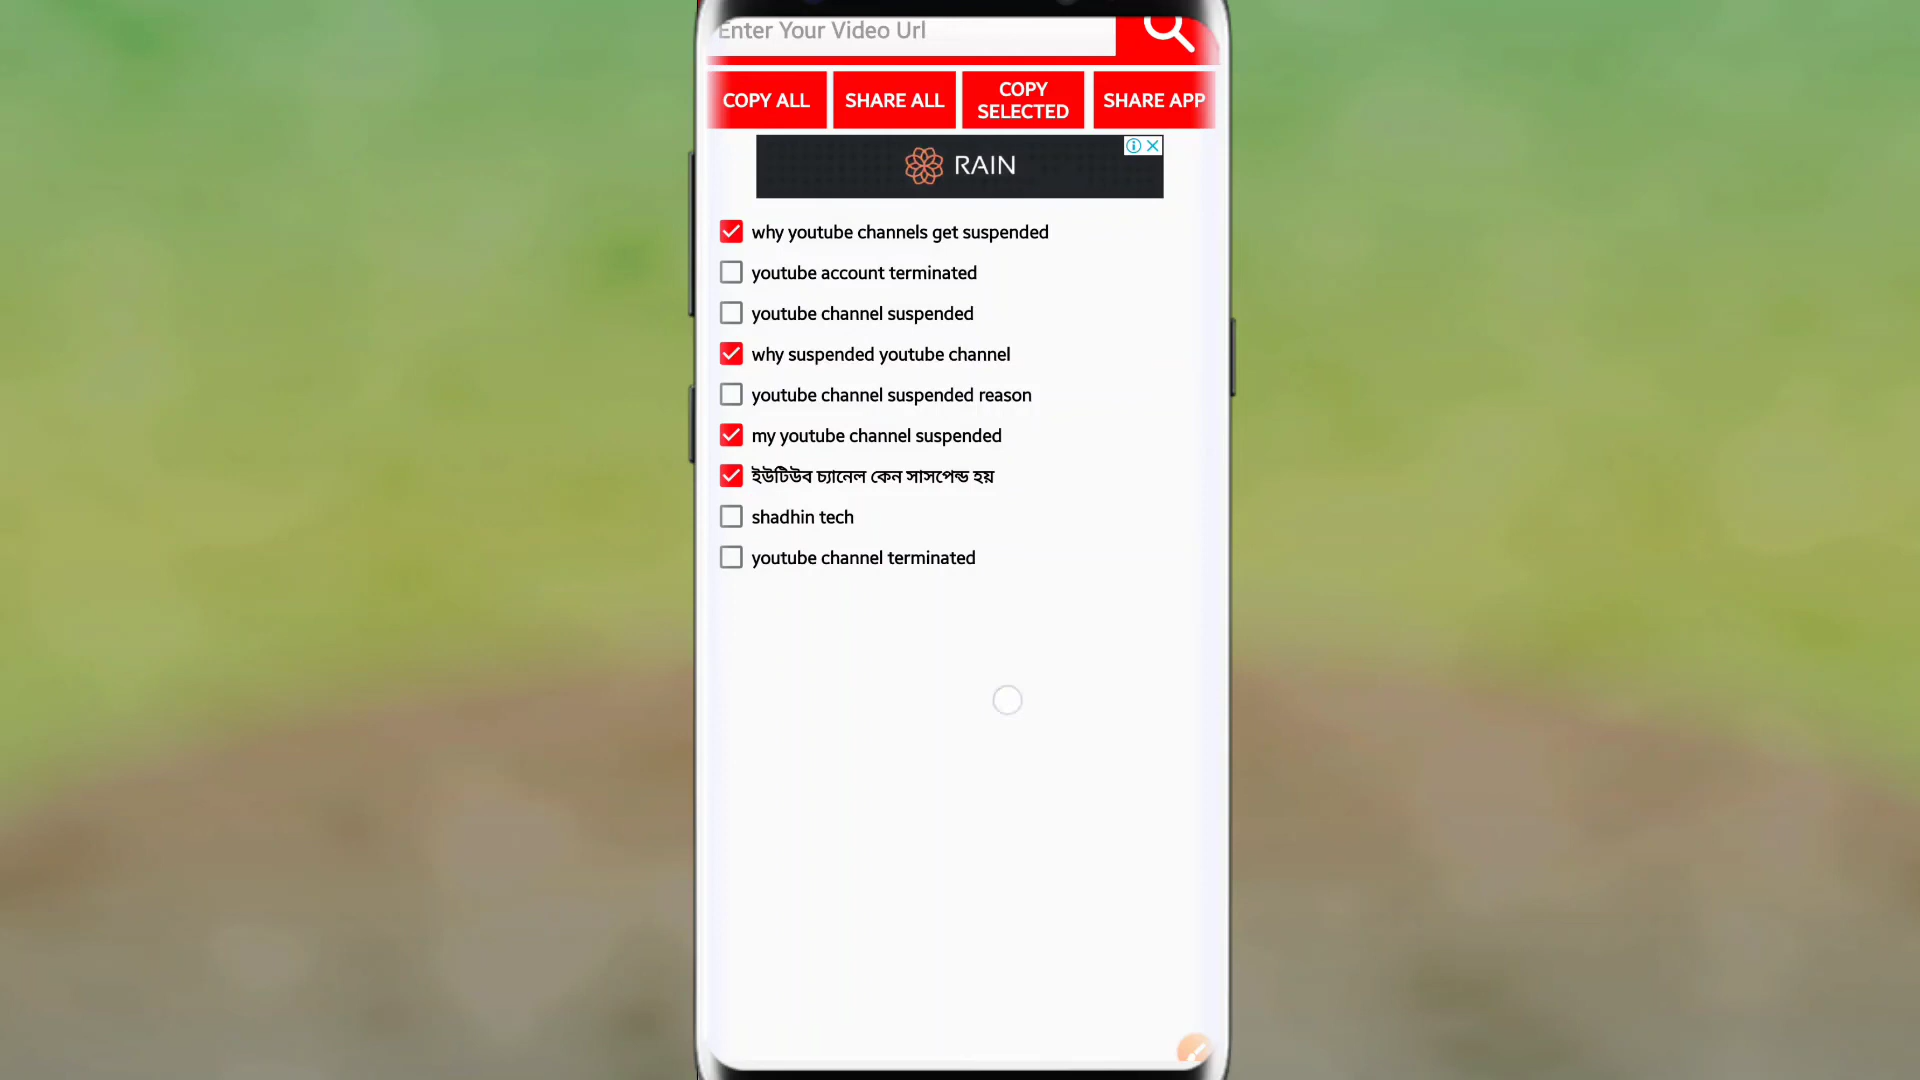 Enter Your Video Url
COPY ALL
SHARE ALL
COPY
SELECTED
SHARE APP
RAIN
why youtube channels get suspended
youtube account terminated
youtube channel suspended
why suspended youtube channel
youtube channel suspended reason
my youtube channel suspended
ইউটিউব চ্যানেল কেন সাসপেন্ড হয়
shadhin tech
youtube channel terminated